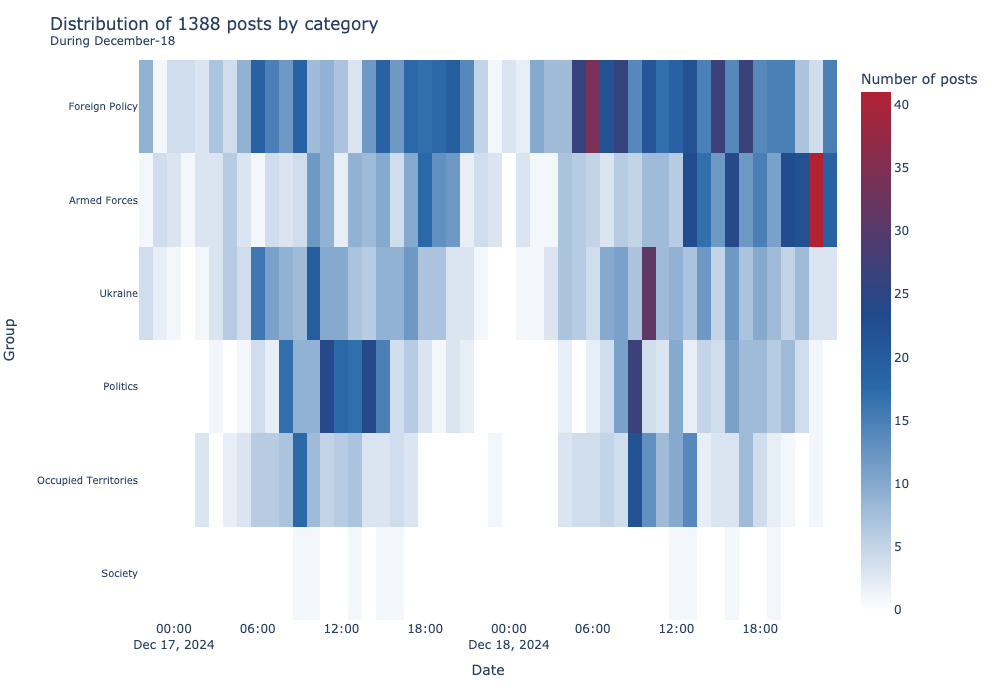 Distribution of 1388 posts by category
During December-18
Number of posts
Foreign Policy
Armed Forces
Ukraine
Politics
Occupied Territories
Society
Group
40
35
30
25
20
15
10
5
0
00:00
06:00
12:00
18:00
00:00
06:00
12:00
18:00
Dec 17, 2024
Dec 18, 2024
Date